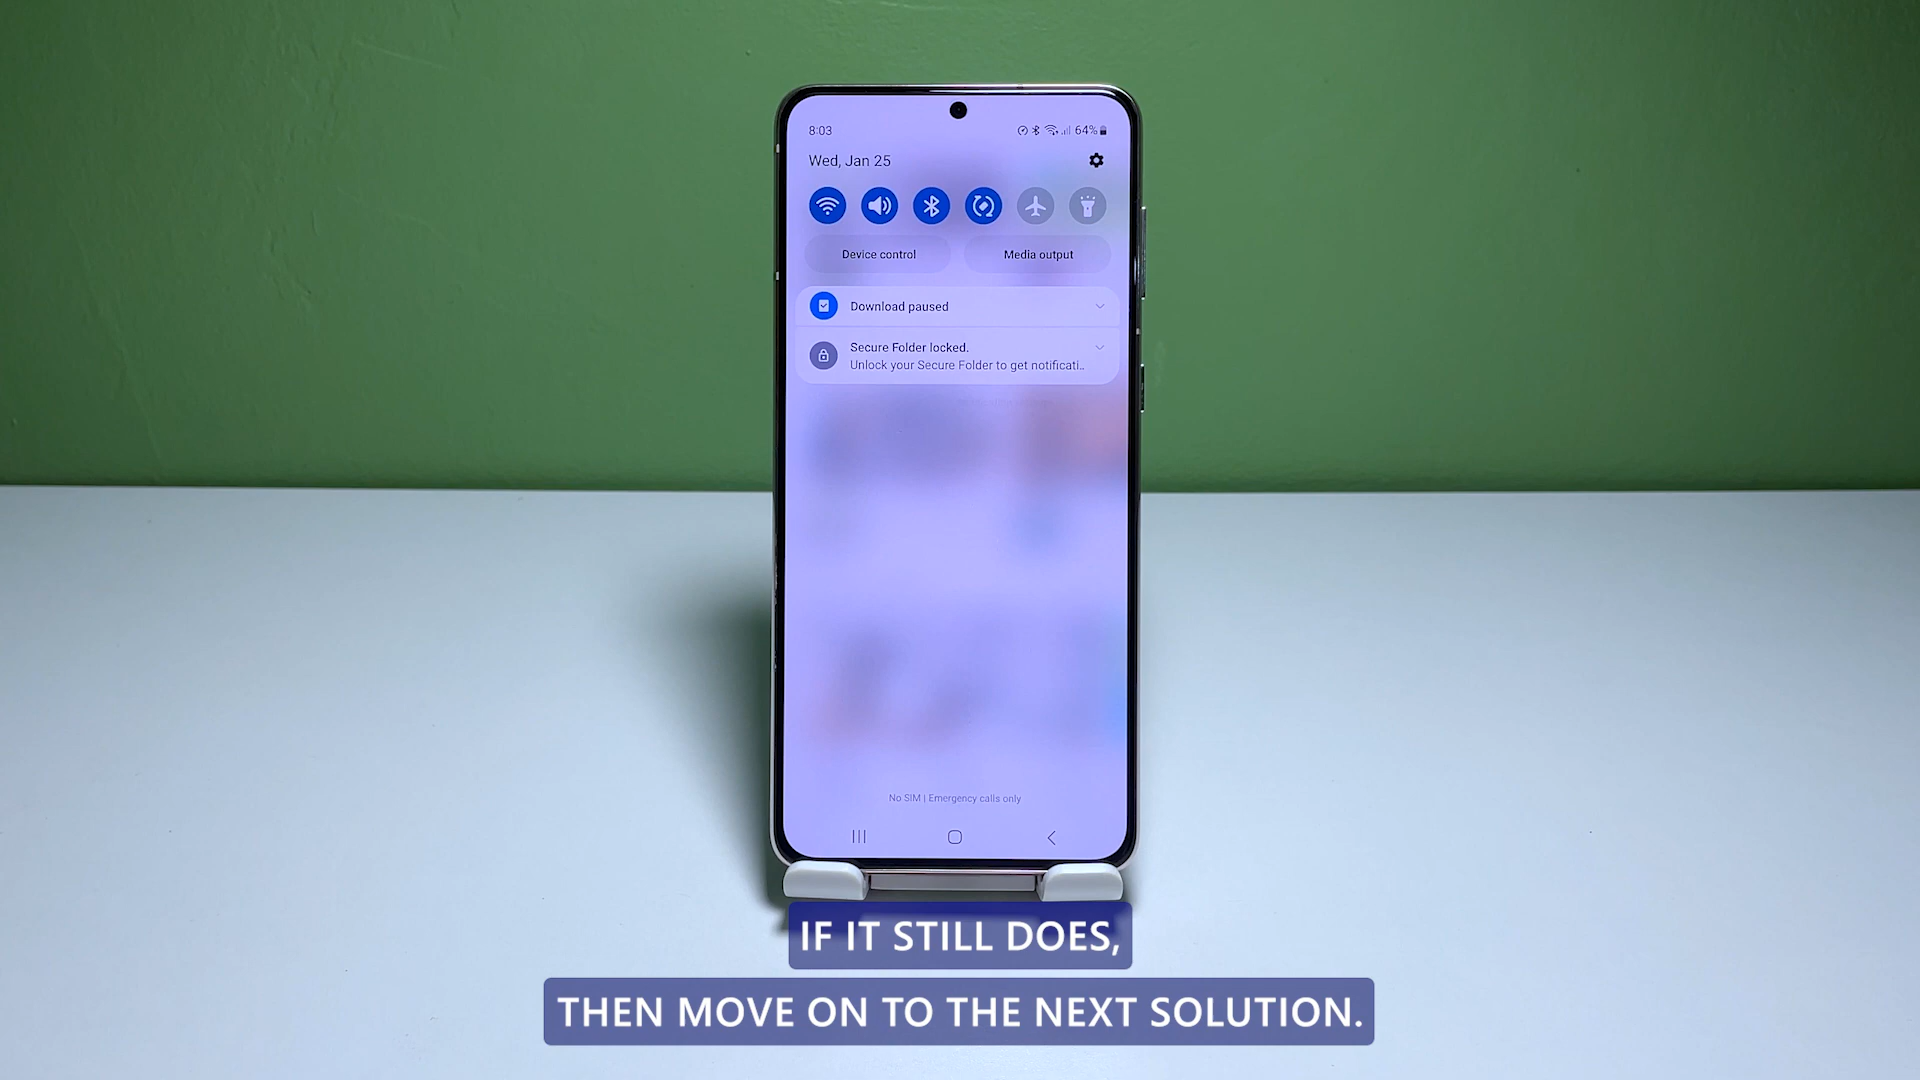 8:03
64%
Wed, Jan 25
Device control
Media output
Download paused
Secure Folder locked.
Unlock your Secure Folder to get notificati..
No SIM | Emergency calls only
IF IT STILL DOES,
THEN MOVE ON TO THE NEXT SOLUTION.